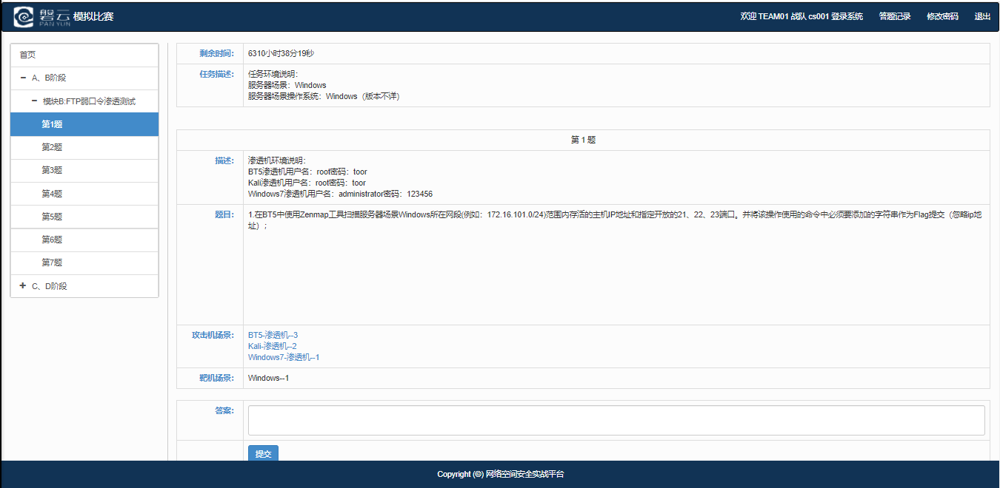 磐云 PAN YUN 模拟比赛
欢迎 TEAM01 战队 cs001 登录系统 答题记录 修改密码 退出
首页
− A、B阶段
− 模块B:FTP弱口令渗透测试
第1题
第2题
第3题
第4题
第5题
第6题
第7题
+ C、D阶段
剩余时间: 6310小时38分19秒
任务描述: 任务环境说明:
服务器场景：Windows
服务器场景操作系统：Windows（版本不详）
第 1 题
描述: 渗透机环境说明:
BT5渗透机用户名：root密码：toor
Kali渗透机用户名：root密码：toor
Windows7渗透机用户名：administrator密码：123456
题目: 1.在BT5中使用Zenmap工具扫描服务器场景Windows所在网段(例如：172.16.101.0/24)范围内存活的主机IP地址和指定开放的21、22、23端口。并将该操作使用的命令中必须要添加的字符串作为Flag提交（忽略ip地
址）;
攻击机场景: BT5-渗透机--3
Kali-渗透机--2
Windows7-渗透机--1
靶机场景: Windows--1
答案:
提交
Copyright (©) 网络空间安全实战平台